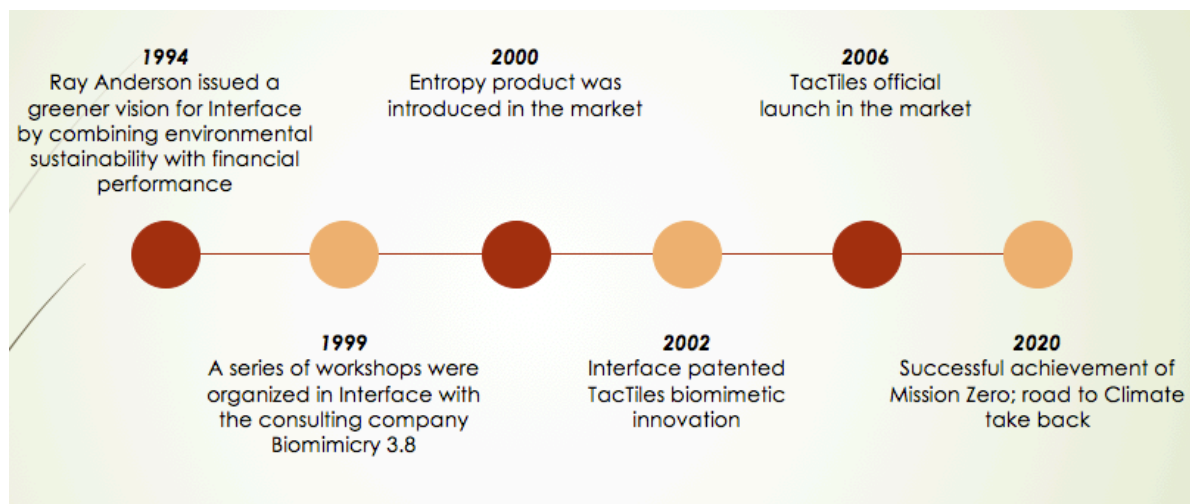 1994
Ray Anderson issued a
greener vision for Interface
by combining environmental
sustainability with financial
performance
1999
A series of workshops were
organized in Interface with
the consulting company
Biomimicry 3.8
2000
Entropy product was
introduced in the market
2002
Interface patented
TacTiles biomimetic
innovation
2006
TacTiles official
launch in the market
2020
Successful achievement of
Mission Zero; road to Climate
take back